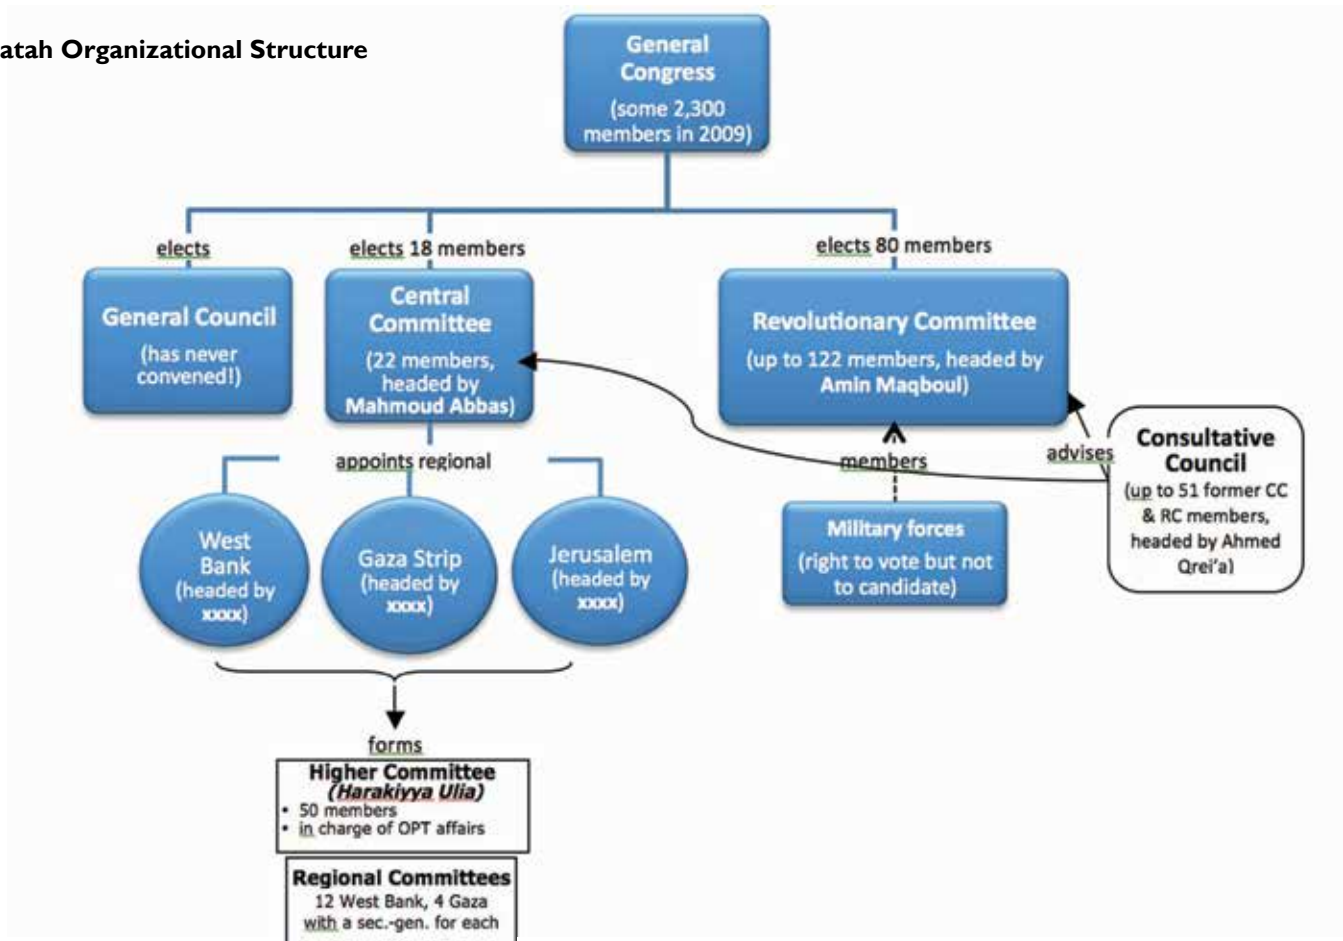 atah Organizational Structure
General
Congress
(some 2,300
members in 2009)
elects
elects 18 members
elects 80 members
General Council
(has never
convened!)
Central
Committee
(22 members,
headed by
Mahmoud Abbas)
Revolutionary Committee
(up to 122 members, headed by
Amin Maqboul)
appoints regional
members
advises
Consultative
Council
(up to 51 former CC
& RC members,
headed by Ahmed
Qrei'a)
West
Bank
(headed by
xxxx)
Gaza Strip
(headed by
xxxx)
Jerusalem
(headed by
xxxx)
Military forces
(right to vote but not
to candidate)
forms
Higher Committee
(Harakiyya Ulia)
• 50 members
• in charge of OPT affairs
Regional Committees
12 West Bank, 4 Gaza
with a sec.-gen. for each